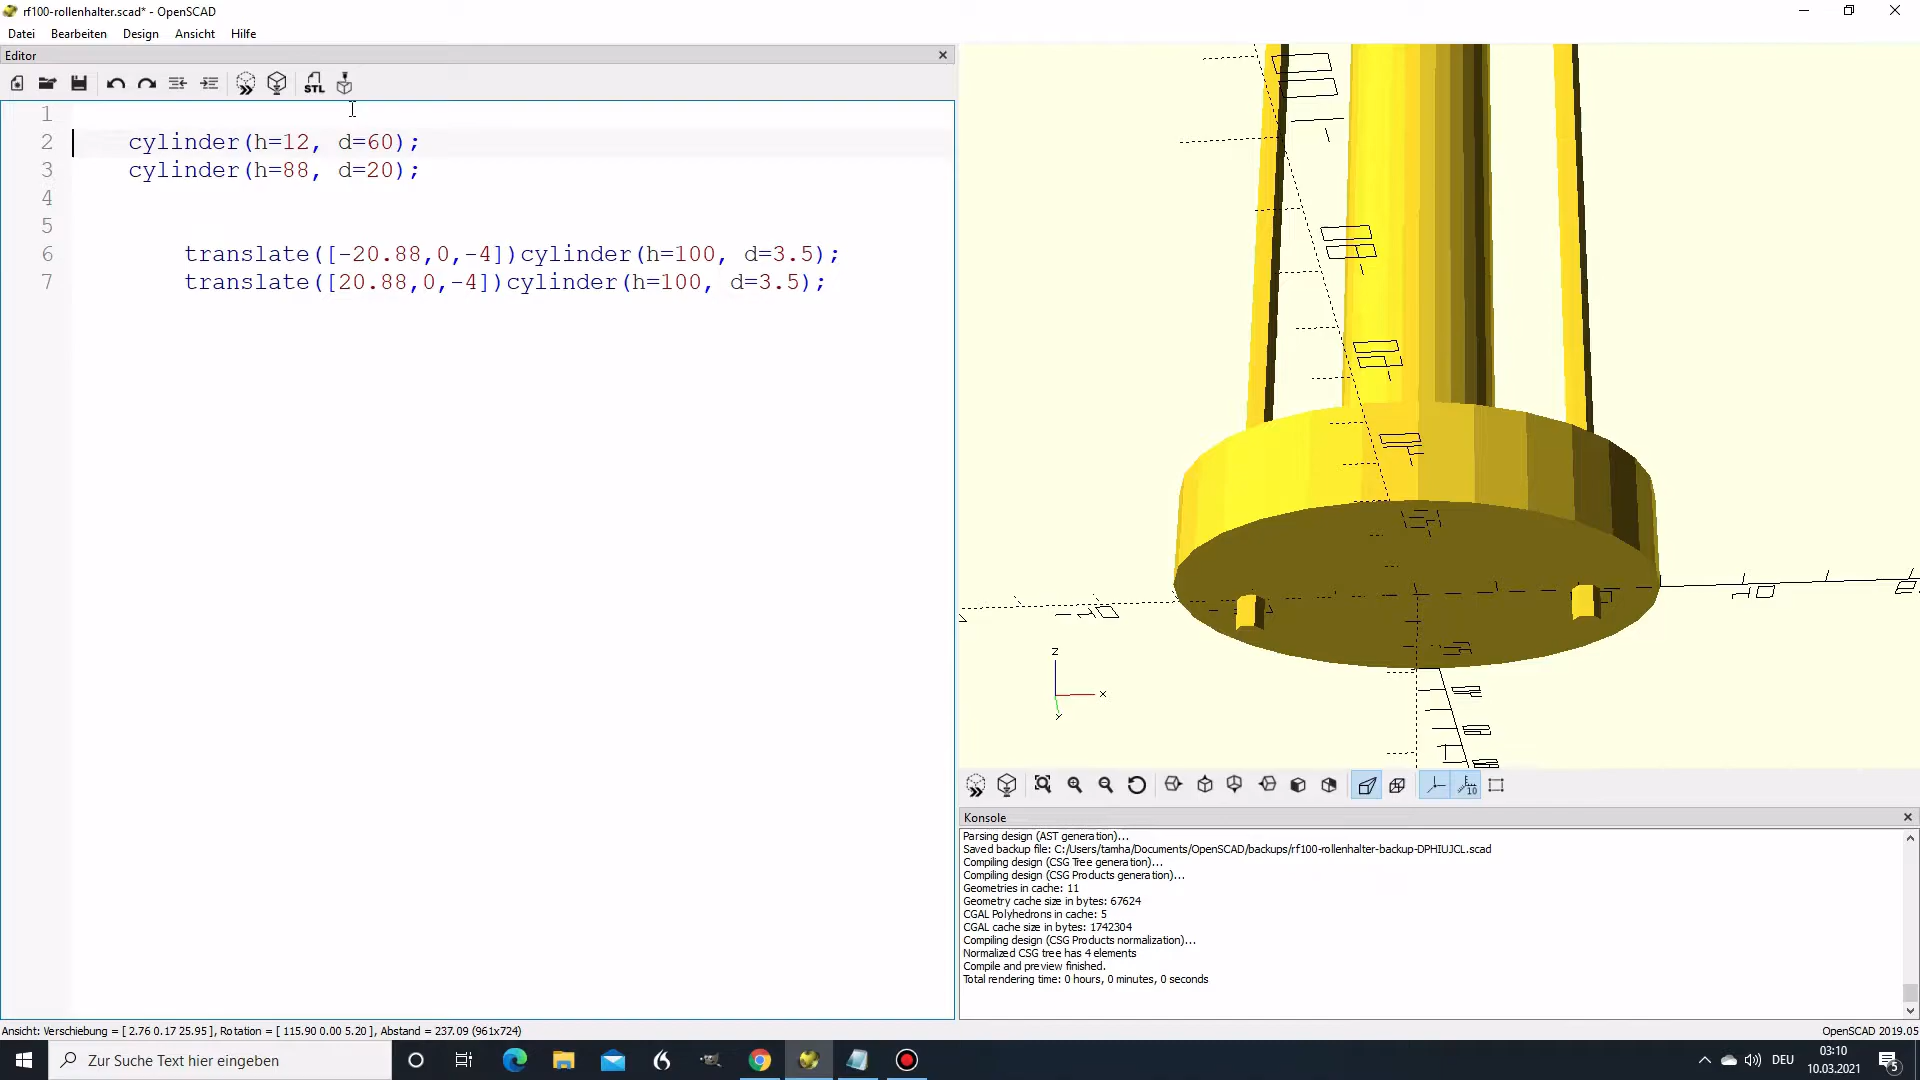 rf100-rollenhalter.scad* - OpenSCAD
Datei Bearbeiten Design Ansicht Hilfe
Editor
STL
1
2 cylinder(h=12, d=60);
3 cylinder(h=88, d=20);
4
5
6 translate([-20.88,0,-4])cylinder(h=100, d=3.5);
7 translate([20.88,0,-4])cylinder(h=100, d=3.5);
z
x
y
10
Konsole
Parsing design (AST generation)...
Saved backup file: C:/Users/tamha/Documents/OpenSCAD/backups/rf100-rollenhalter-backup-DPHIUJCL.scad
Compiling design (CSG Tree generation)...
Compiling design (CSG Products generation)...
Geometries in cache: 11
Geometry cache size in bytes: 67624
CGAL Polyhedrons in cache: 5
CGAL cache size in bytes: 1742304
Compiling design (CSG Products normalization)...
Normalized CSG tree has 4 elements
Compile and preview finished.
Total rendering time: 0 hours, 0 minutes, 0 seconds
Ansicht: Verschiebung = [ 2.76 0.17 25.95 ], Rotation = [ 115.90 0.00 5.20 ], Abstand = 237.09 (961x724)
OpenSCAD 2019.05
Zur Suche Text hier eingeben
DEU
03:10
10.03.2021
5